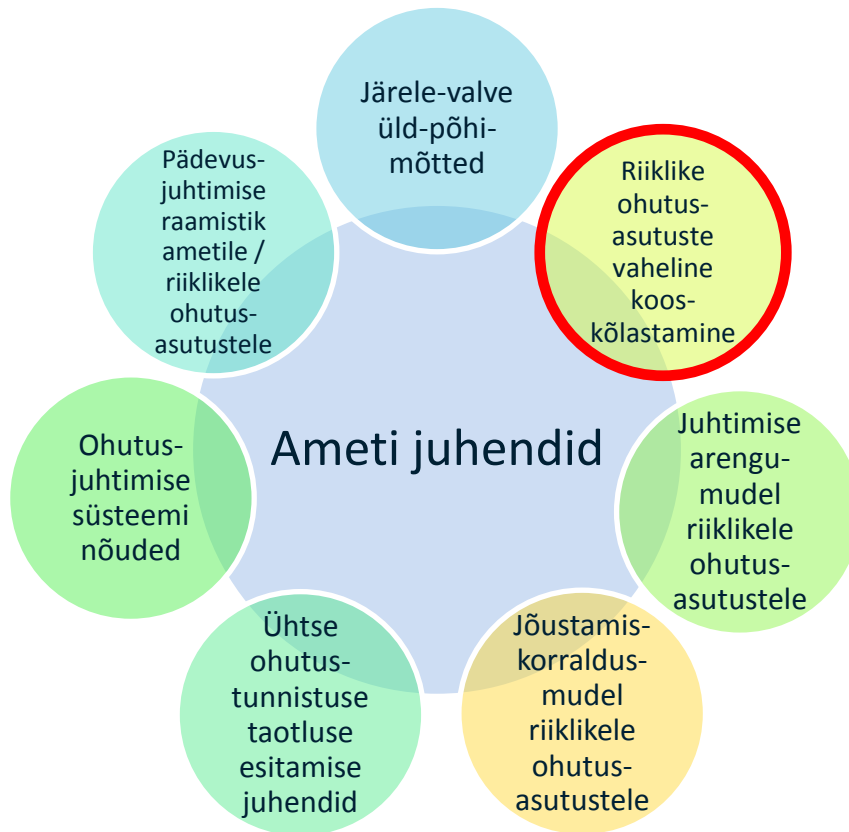 Järele-valve
üld-põhi-
mõtted
Riiklike
ohutus-
asutuste
vaheline
koos-
kõlastamine
Juhtimise
arengu-
mudel
riiklikele
ohutus-
asutustele
Jõustamis-
korraldus-
mudel
riiklikele
ohutus-
asutustele
Ühtse
ohutus-
tunnistuse
taotluse
esitamise
juhendid
Ohutus-
juhtimise
süsteemi
nõuded
Pädevus-
juhtimise
raamistik
ametile /
riiklikele
ohutus-
asutustele
Ameti juhendid